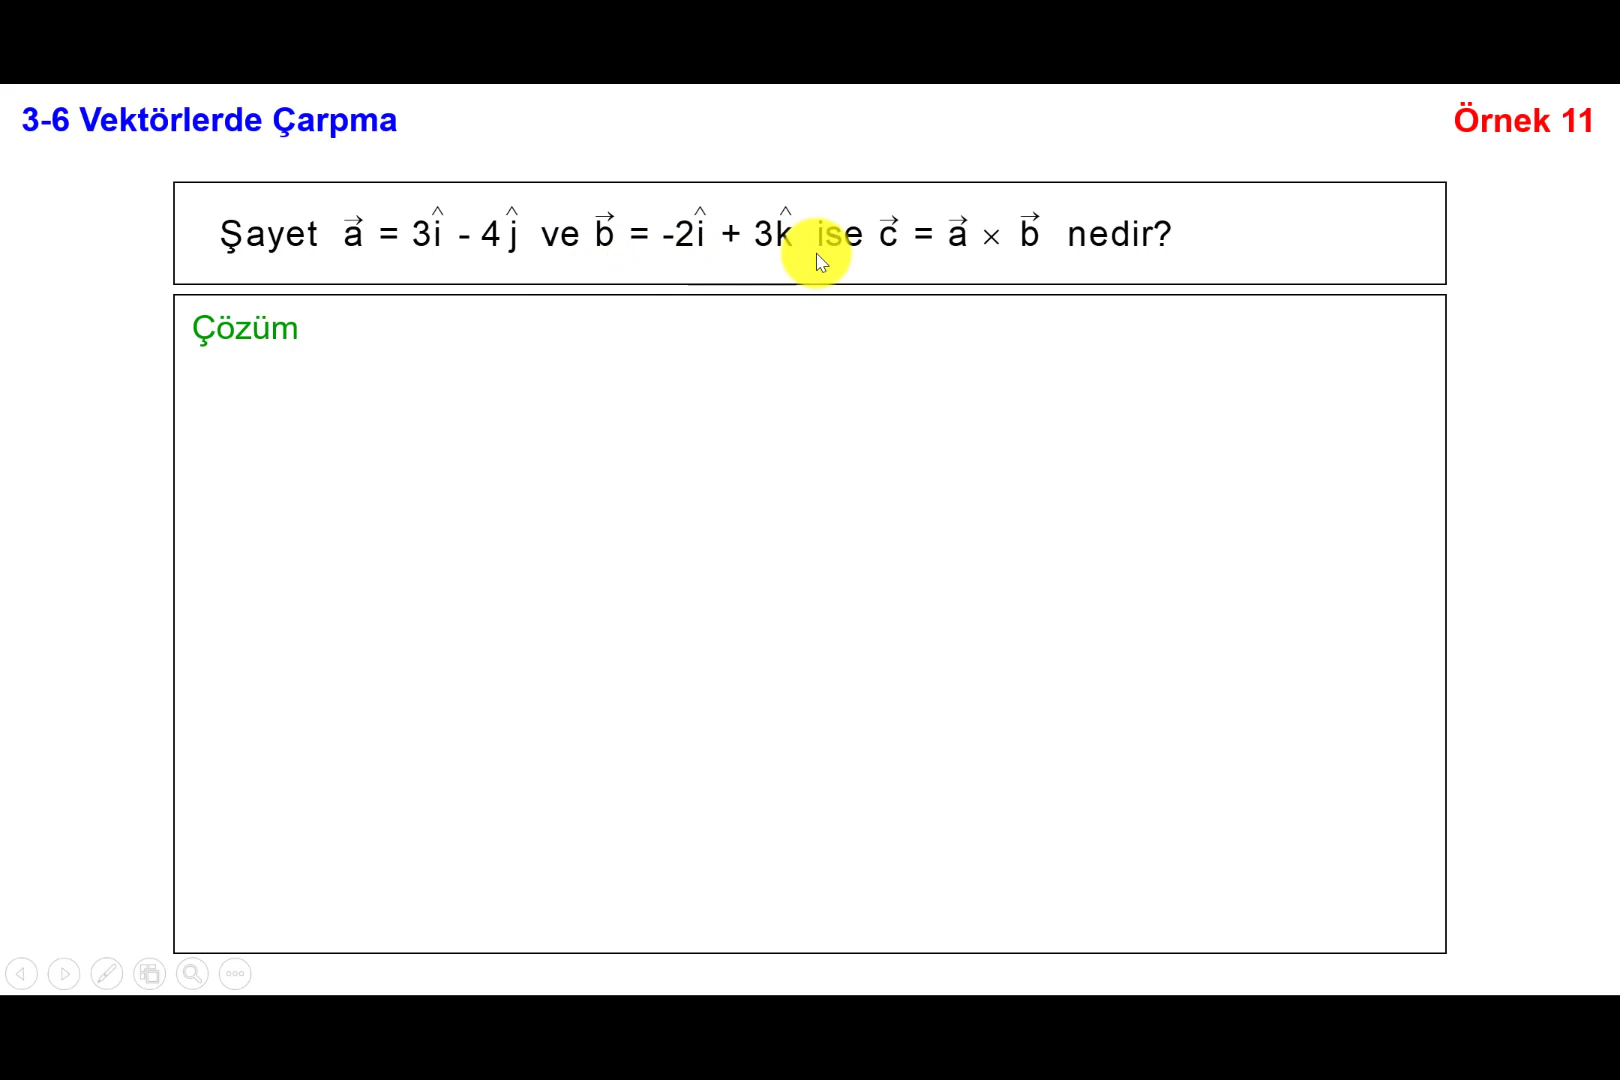 3-6 Vektörlerde Çarpma
Örnek 11
Şayet a⃗ = 3î - 4ĵ ve b⃗ = -2î + 3k̂ ise c⃗ = a⃗ × b⃗ nedir?
Çözüm